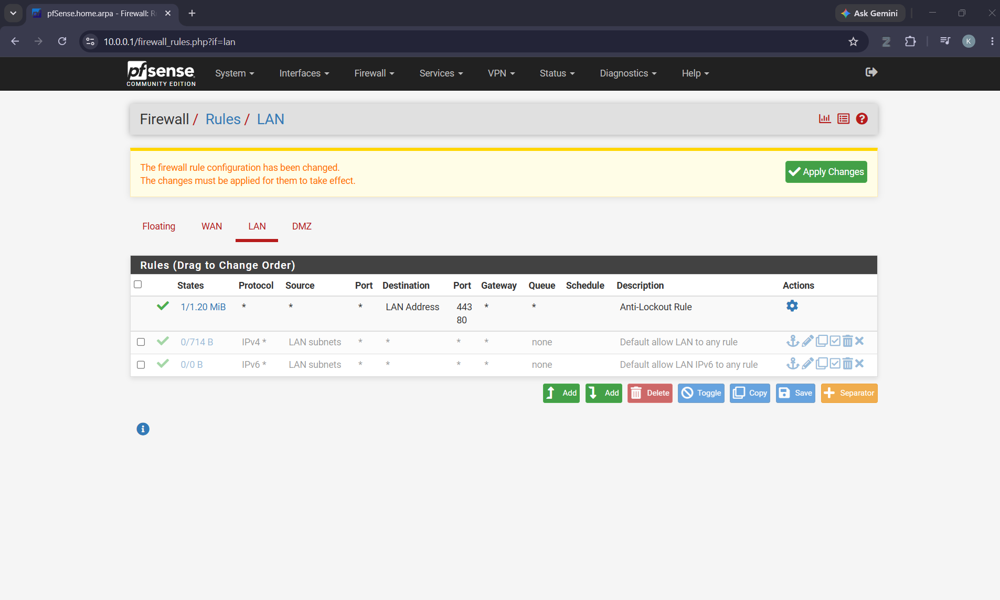 pfSense.home.arpa - Firewall: R
Ask Gemini
10.0.0.1/firewall_rules.php?if=lan
K
pfsense
COMMUNITY EDITION
System
Interfaces
Firewall
Services
VPN
Status
Diagnostics
Help
Firewall / Rules / LAN
The firewall rule configuration has been changed.
The changes must be applied for them to take effect.
Apply Changes
Floating
WAN
LAN
DMZ
Rules (Drag to Change Order)
States Protocol Source Port Destination Port Gateway Queue Schedule Description Actions
1/1.20 MiB * * * LAN Address 443 * * Anti-Lockout Rule
80
0/714 B IPv4 * LAN subnets * * * * none Default allow LAN to any rule
0/0 B IPv6 * LAN subnets * * * * none Default allow LAN IPv6 to any rule
Add
Add
Delete
Toggle
Copy
Save
Separator